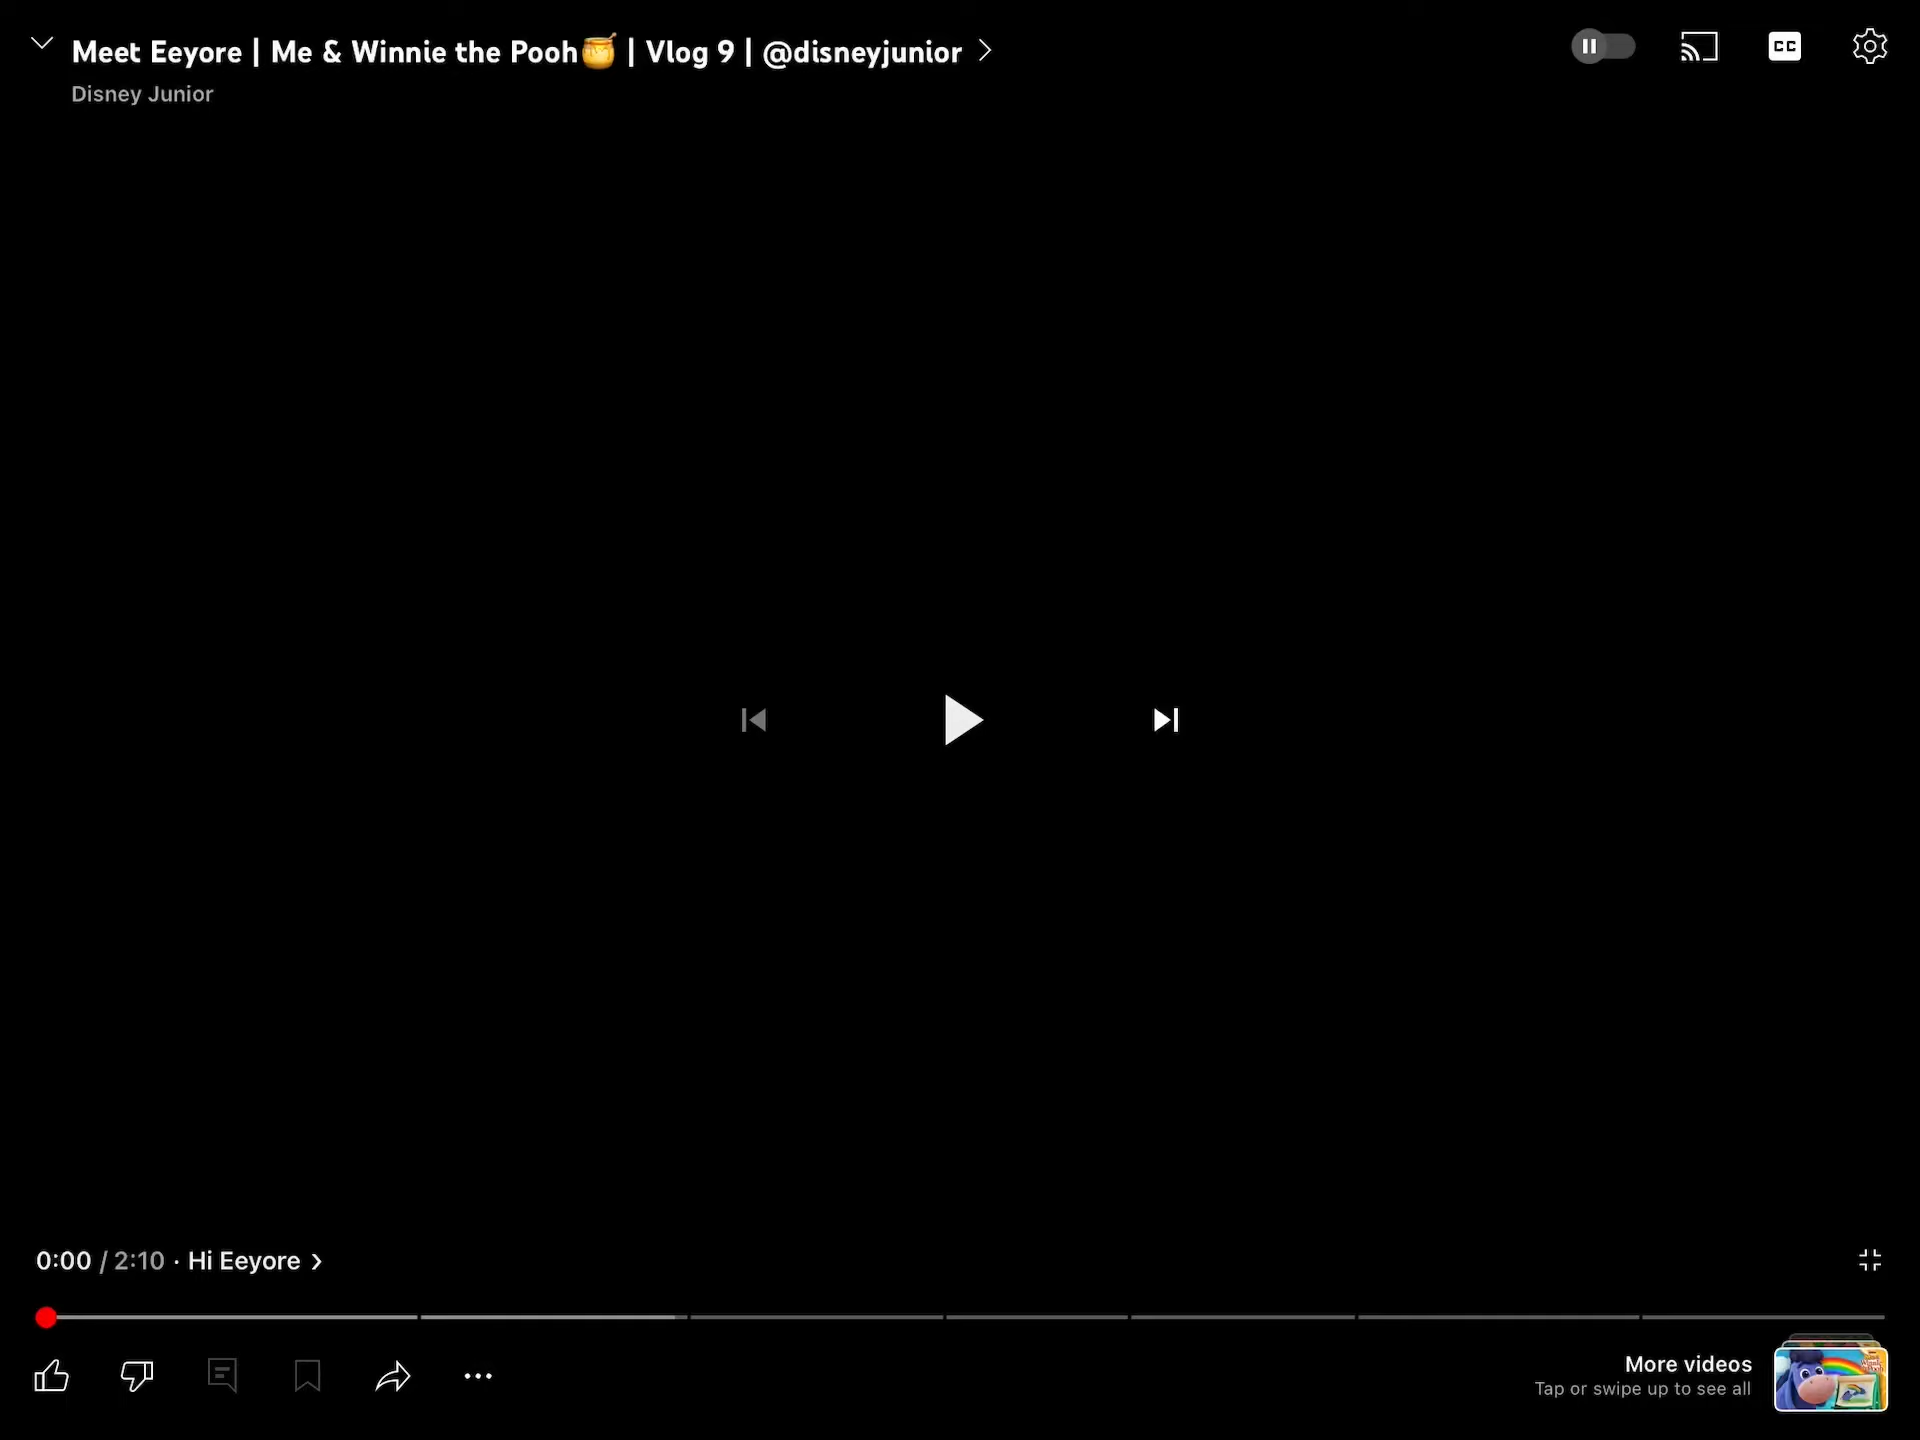 Meet Eeyore | Me & Winnie the Pooh🍯 | Vlog 9 | @disneyjunior
Disney Junior
CC
0:00 / 2:10 · Hi Eeyore
More videos
Tap or swipe up to see all